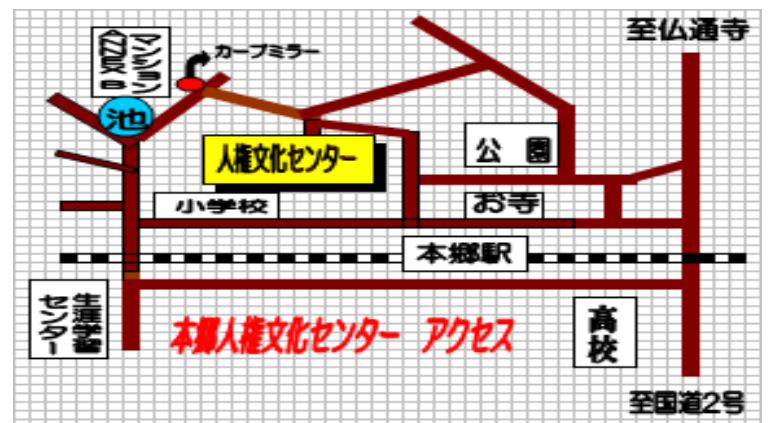 至仏通寺
マンション
カーブミラー
池
人権文化センター
公園
小学校
お寺
本郷駅
生涯学習
センター
本郷人権文化センター アクセス
高校
至国道2号